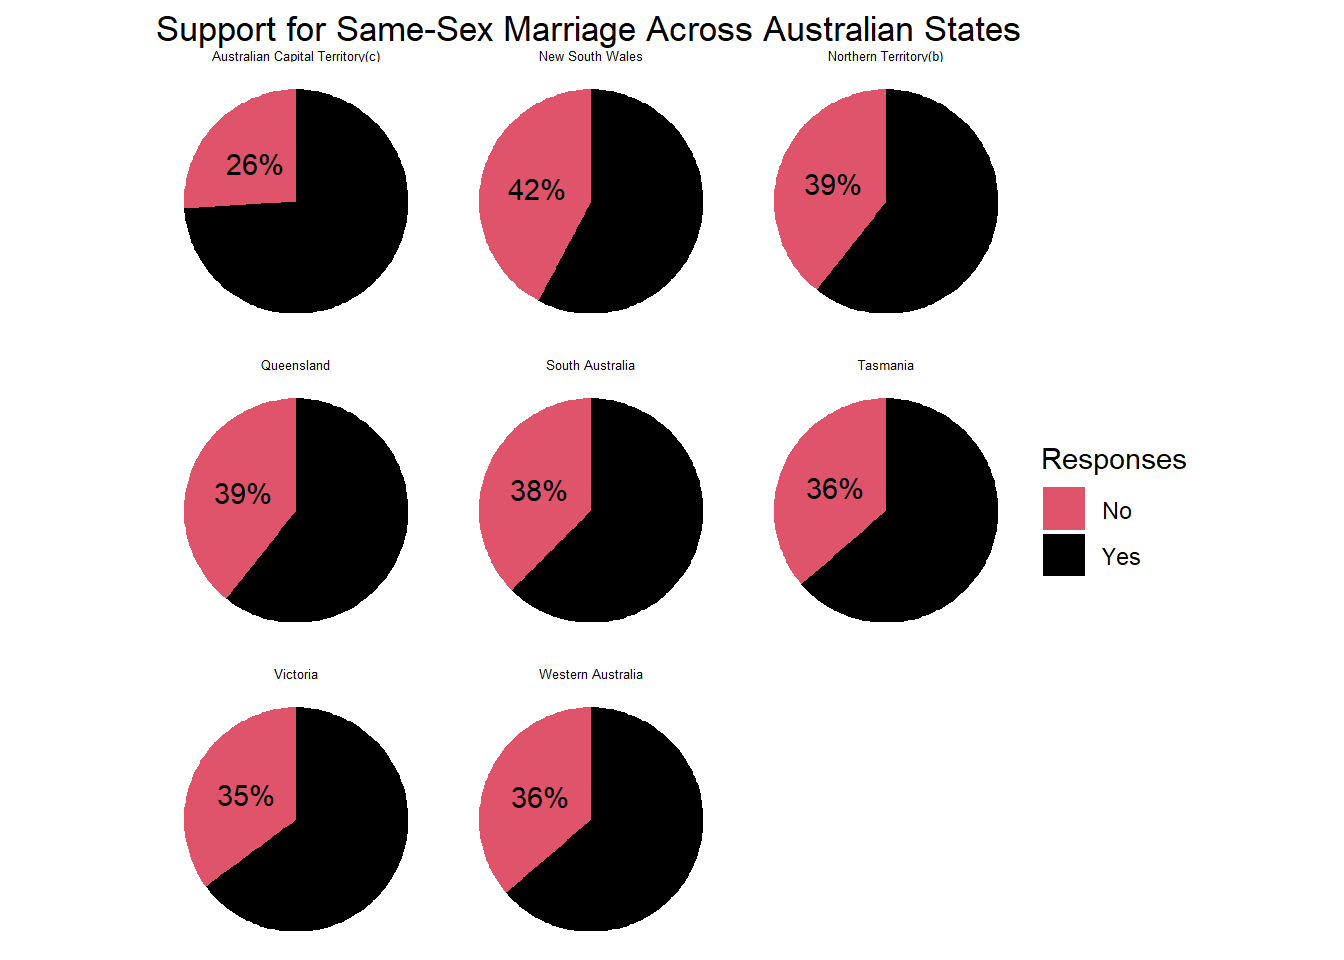 Support for Same-Sex Marriage Across Australian States
Australian Capital Territory(c)
New South Wales
Northern Territory(b)
26%
42%
39%
Queensland
South Australia
Tasmania
39%
38%
36%
Responses
No
Yes
Victoria
Western Australia
35%
36%